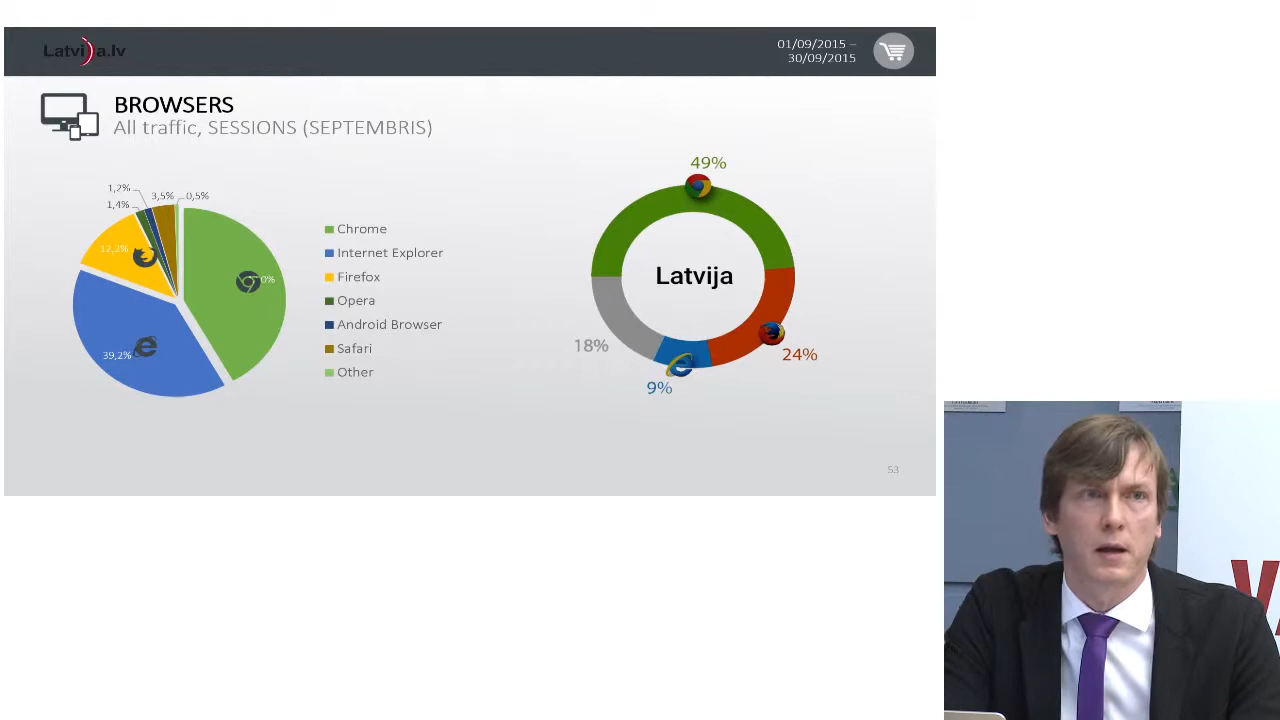 Latvija.lv
01/09/2015 –
30/09/2015
BROWSERS
All traffic, SESSIONS (SEPTEMBRIS)
1,2%
3,5%
0,5%
1,4%
12,2%
0%
39,2%
Chrome
Internet Explorer
Firefox
Opera
Android Browser
Safari
Other
49%
Latvija
18%
24%
9%
53